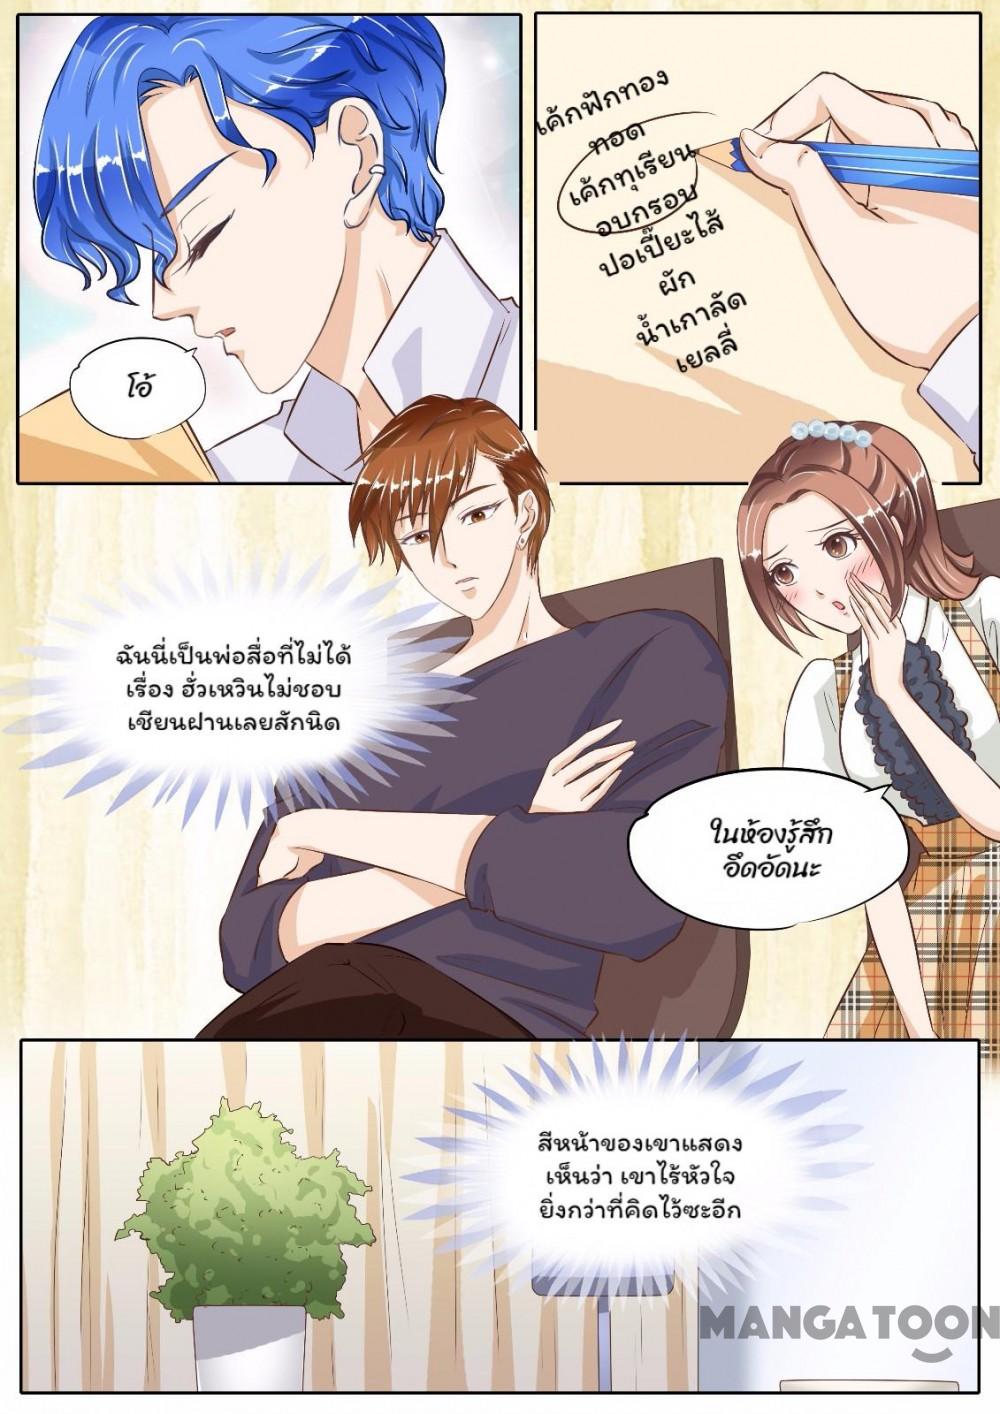 โอ้
เค้กฟักทอง
ทอด
เค้กทุเรียน
อบกรอบ
ปอเปี๊ยะไส้
ผัก
น้ำเกาลัด
เยลลี่
ฉันนี่เป็นพ่อสื่อที่ไม่ได้
เรื่อง ฮั่วเหวินไม่ชอบ
เชียนฝานเลยสักนิด
ในห้องรู้สึก
อึดอัดนะ
สีหน้าของเขาแสดง
เห็นว่า เขาไร้หัวใจ
ยิ่งกว่าที่คิดไว้ซะอีก
MANGATOON